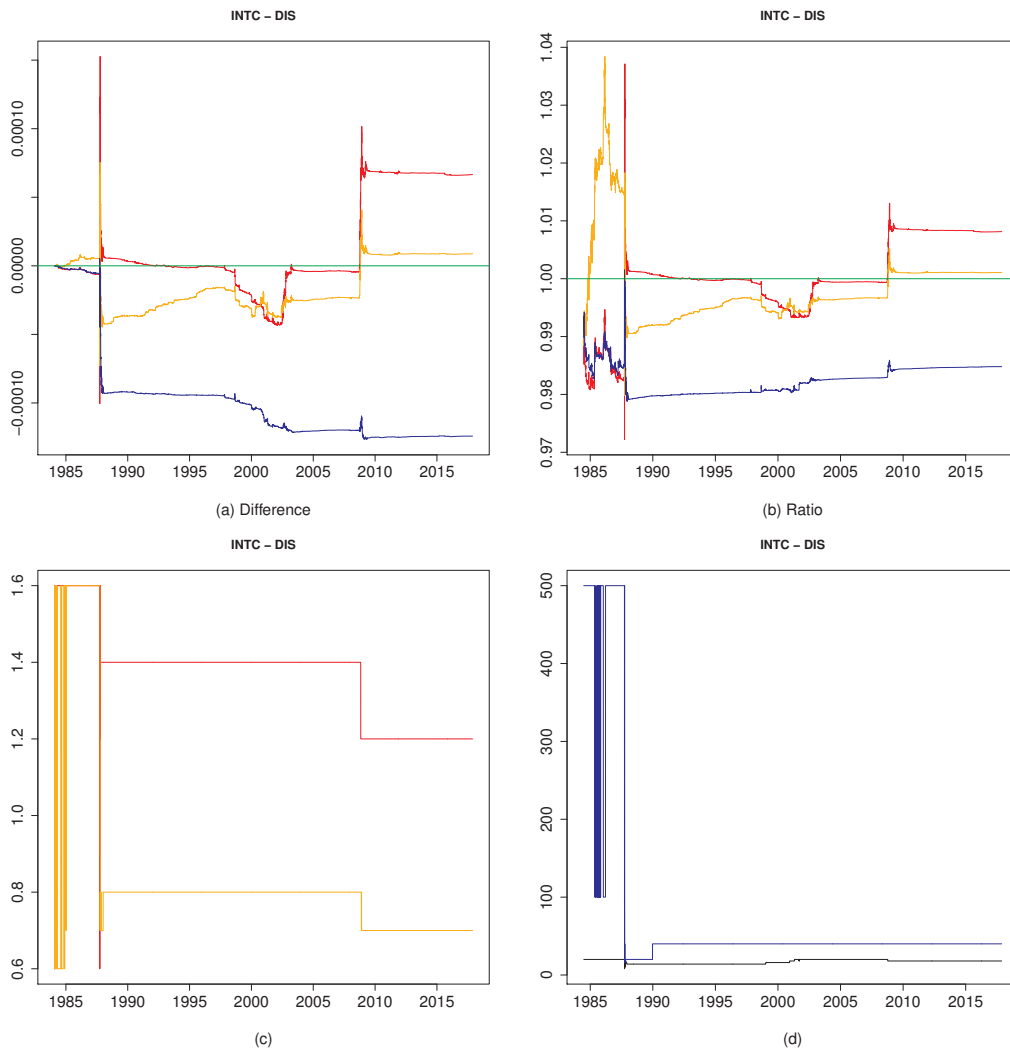 INTC – DIS
0.00010
0.00000
−0.00010
1985 1990 1995 2000 2005 2010 2015
(a) Difference
INTC – DIS
1.04
1.03
1.02
1.01
1.00
0.99
0.98
0.97
1985 1990 1995 2000 2005 2010 2015
(b) Ratio
INTC – DIS
1.6
1.4
1.2
1.0
0.8
0.6
1985 1990 1995 2000 2005 2010 2015
(c)
INTC – DIS
500
400
300
200
100
0
1985 1990 1995 2000 2005 2010 2015
(d)